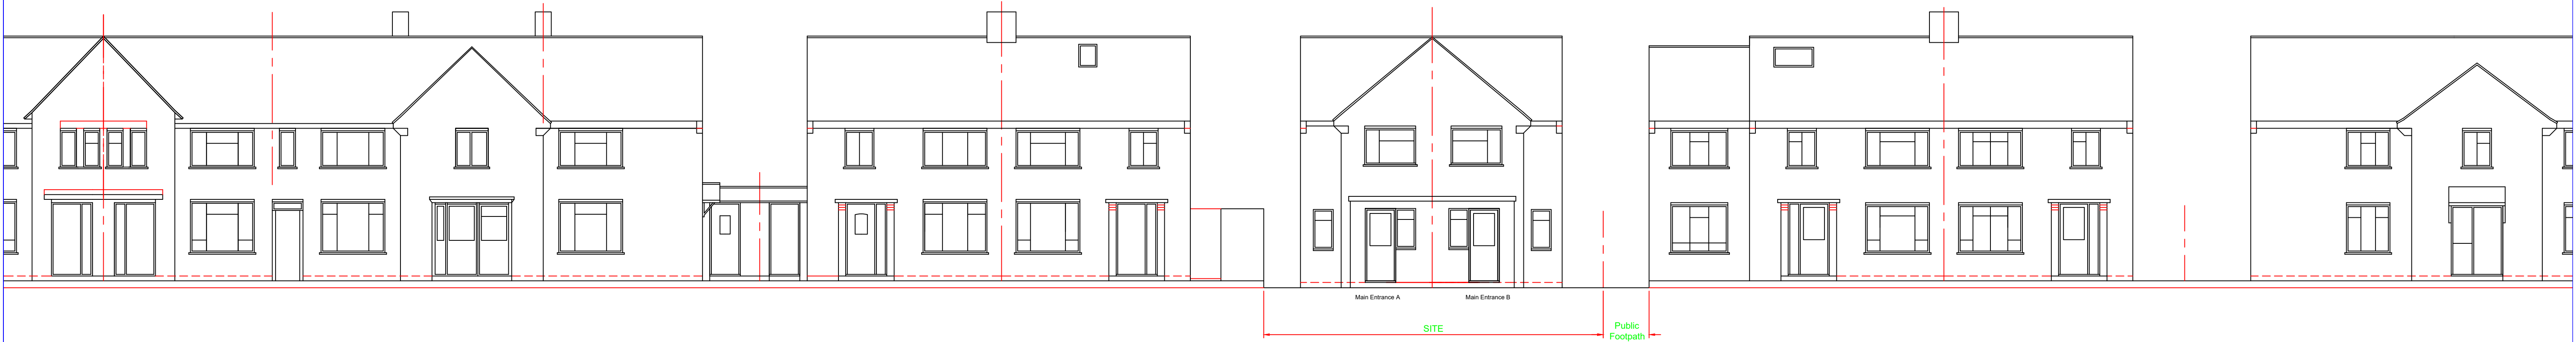 Main Entrance A
Main Entrance B
SITE
Public
Footpath